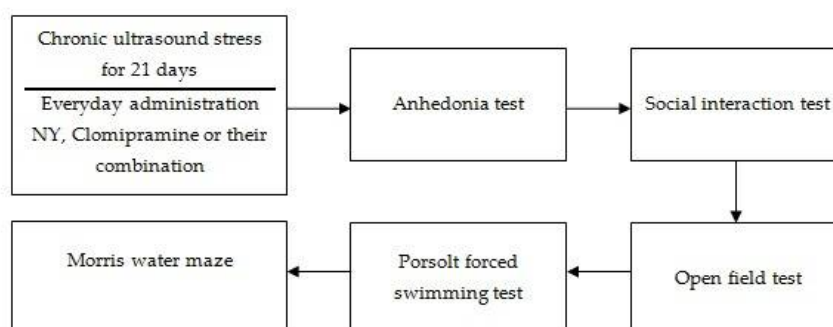 Chronic ultrasound stress
for 21 days
Everyday administration
NY, Clomipramine or their
combination
Anhedonia test
Social interaction test
Open field test
Porsolt forced
swimming test
Morris water maze